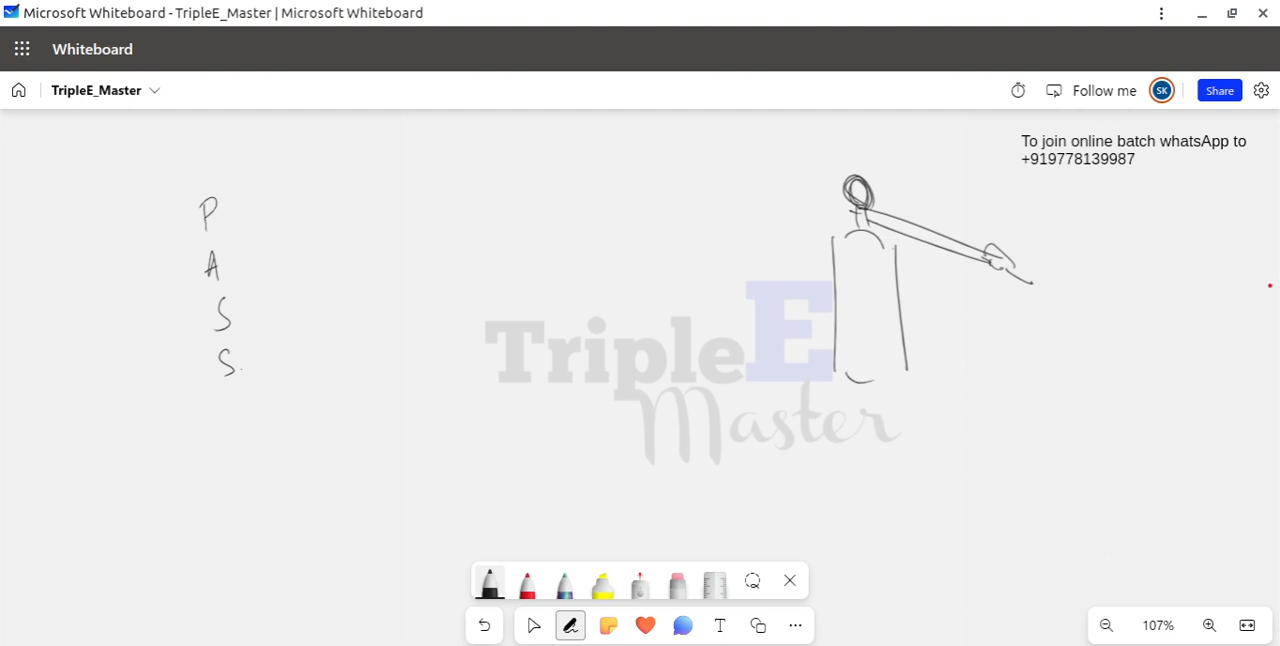 Microsoft Whiteboard - TripleE_Master | Microsoft Whiteboard
Whiteboard
TripleE_Master
Follow me
SK
Share
To join online batch whatsApp to
+919778139987
P
A
S
S
TripleE
Master
T
107%